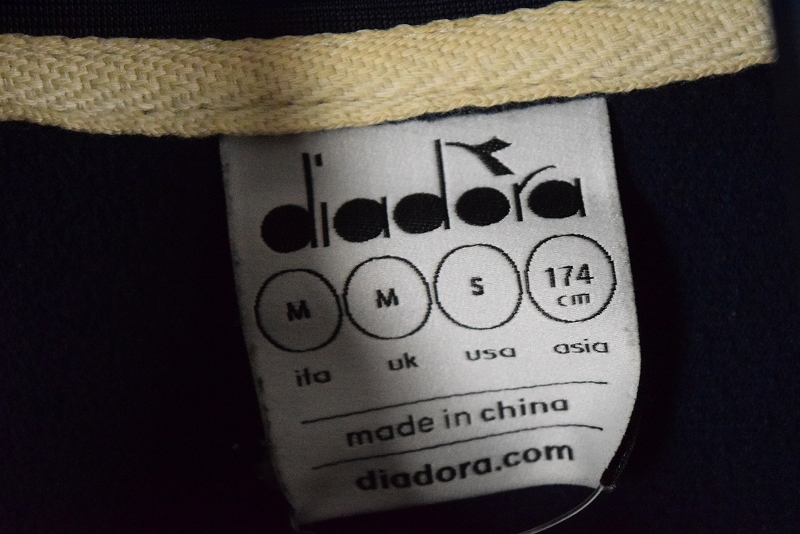 diadora
M M S 174 cm
ita uk usa asia
made in china
diadora.com